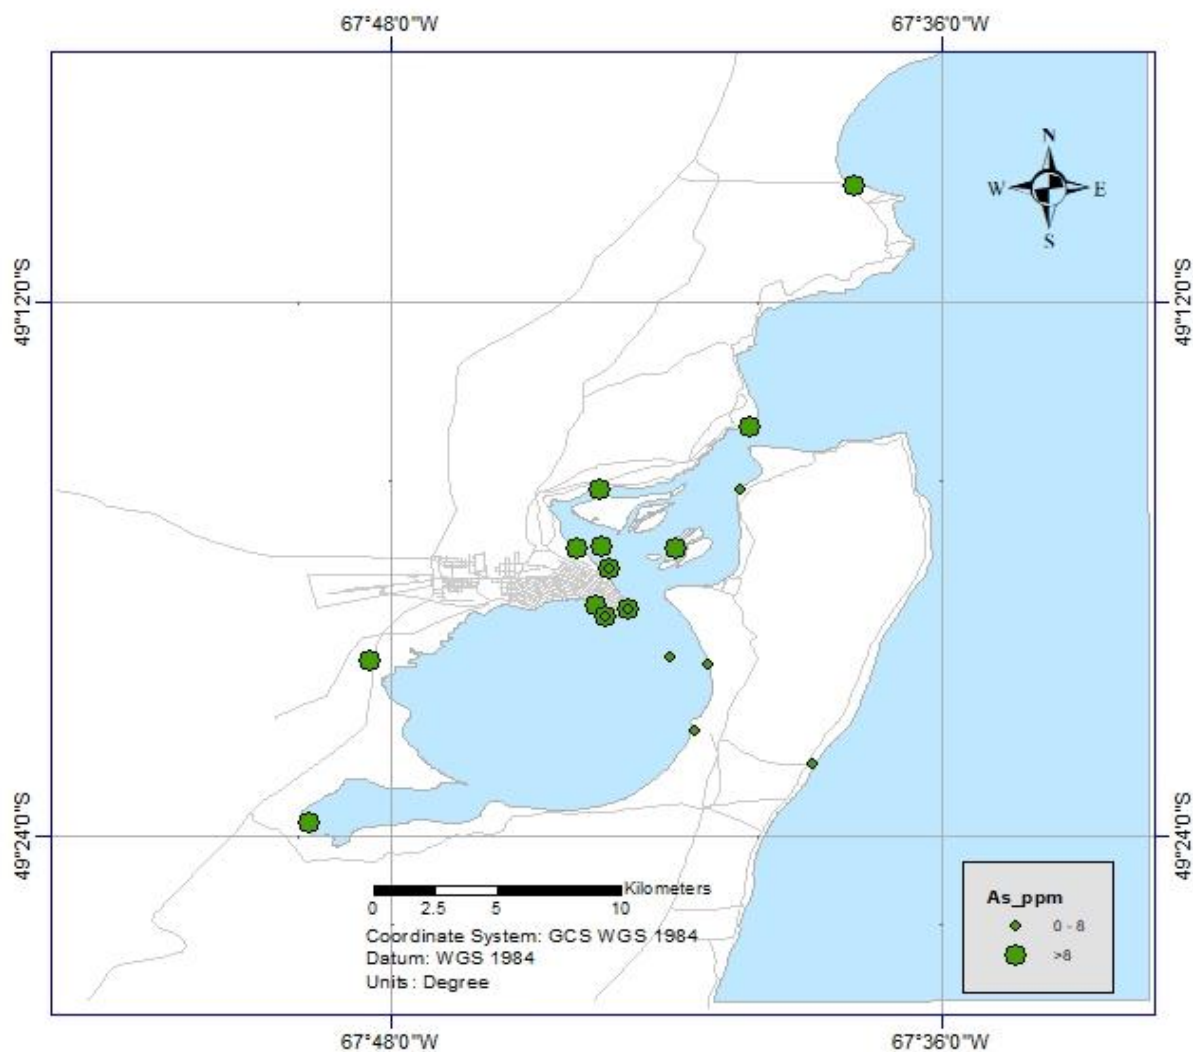 67°48'0"W 67°36'0"W
N
W E
S
49°12'0"S 49°12'0"S
49°24'0"S 49°24'0"S
Kilometers
0 2.5 5 10
Coordinate System: GCS WGS 1984
Datum: WGS 1984
Units : Degree
As_ppm
0 - 8
>8
67°48'0"W 67°36'0"W